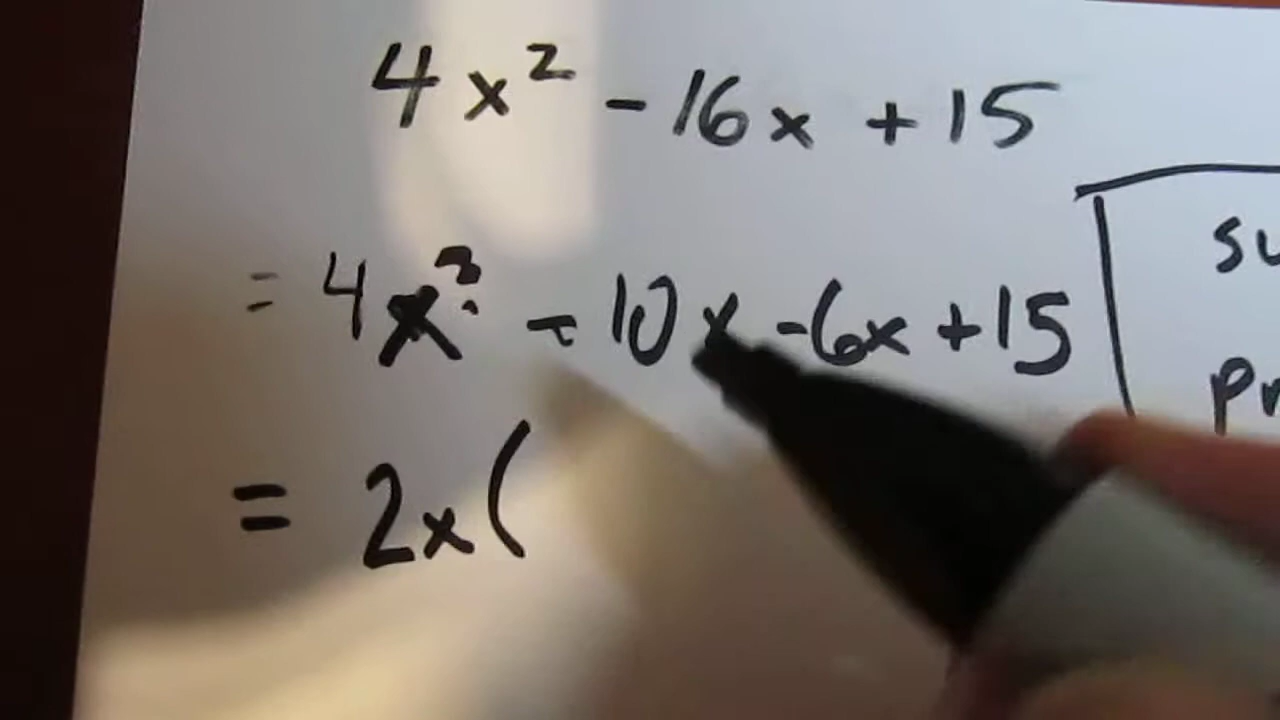 4x² - 16x + 15
= 4x² - 10x - 6x + 15
= 2x(